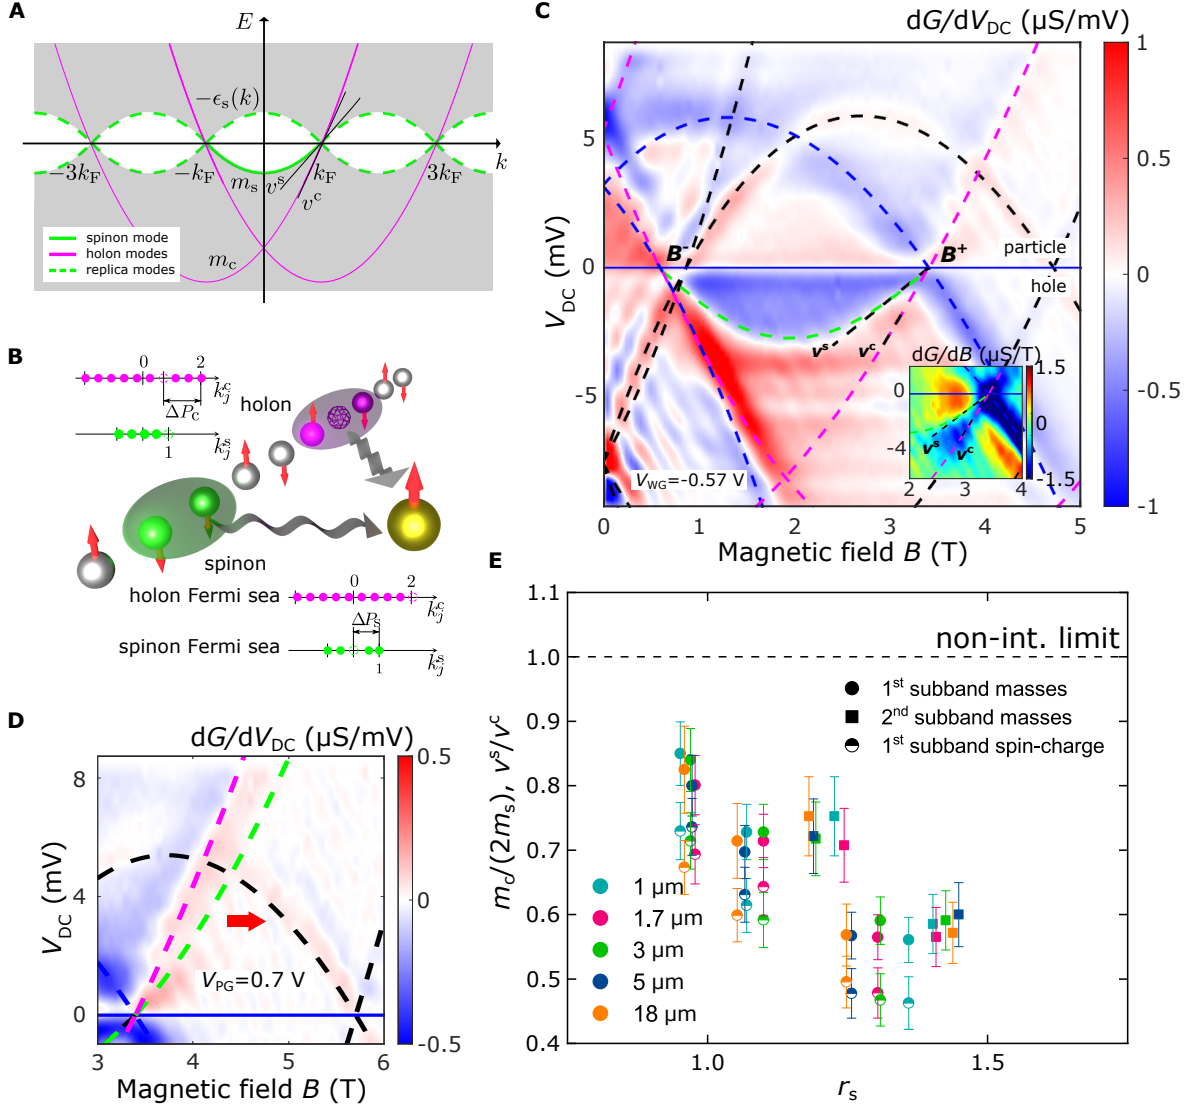 A
E
−ϵs(k)
−3kF
−kF
ms
vs
kF
3kF
k
vc
mc
spinon mode
holon modes
replica modes
B
0
2
kjc
ΔPc
kjs
1
holon
spinon
0
2
holon Fermi sea
kjc
ΔPs
spinon Fermi sea
1
kjs
C
dG/dVDC (μS/mV)
1
0.5
0
-0.5
-1
VDC (mV)
5
0
-5
B-
B+
particle
hole
vs
vc
dG/dB (μS/T)
1.5
0
-1.5
0
-4
vs
vc
2
3
4
VWG=-0.57 V
0
1
2
3
4
5
Magnetic field B (T)
D
dG/dVDC (μS/mV)
0.5
0
-0.5
VDC (mV)
8
4
0
VPG=0.7 V
3
4
5
6
Magnetic field B (T)
E
1.1
1.0
0.9
0.8
0.7
0.6
0.5
0.4
mc/(2ms), vs/vc
non-int. limit
1st subband masses
2nd subband masses
1st subband spin-charge
1 μm
1.7 μm
3 μm
5 μm
18 μm
1.0
1.5
rs